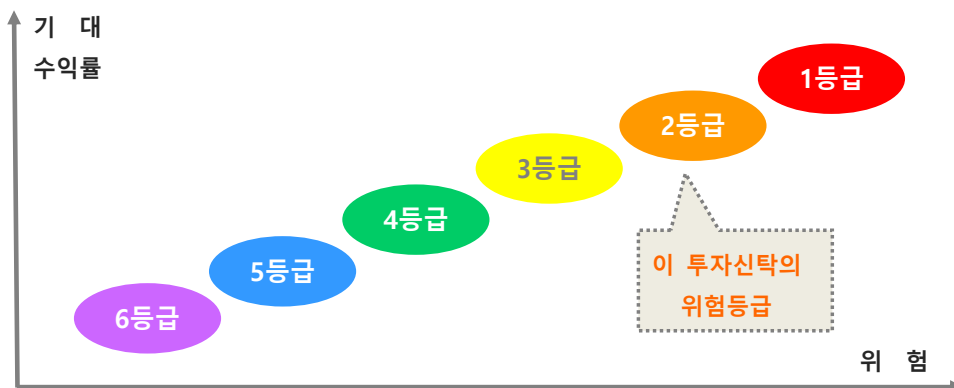 기 대
수익률
1등급
2등급
3등급
4등급
5등급
6등급
이 투자신탁의
위험등급
위 험